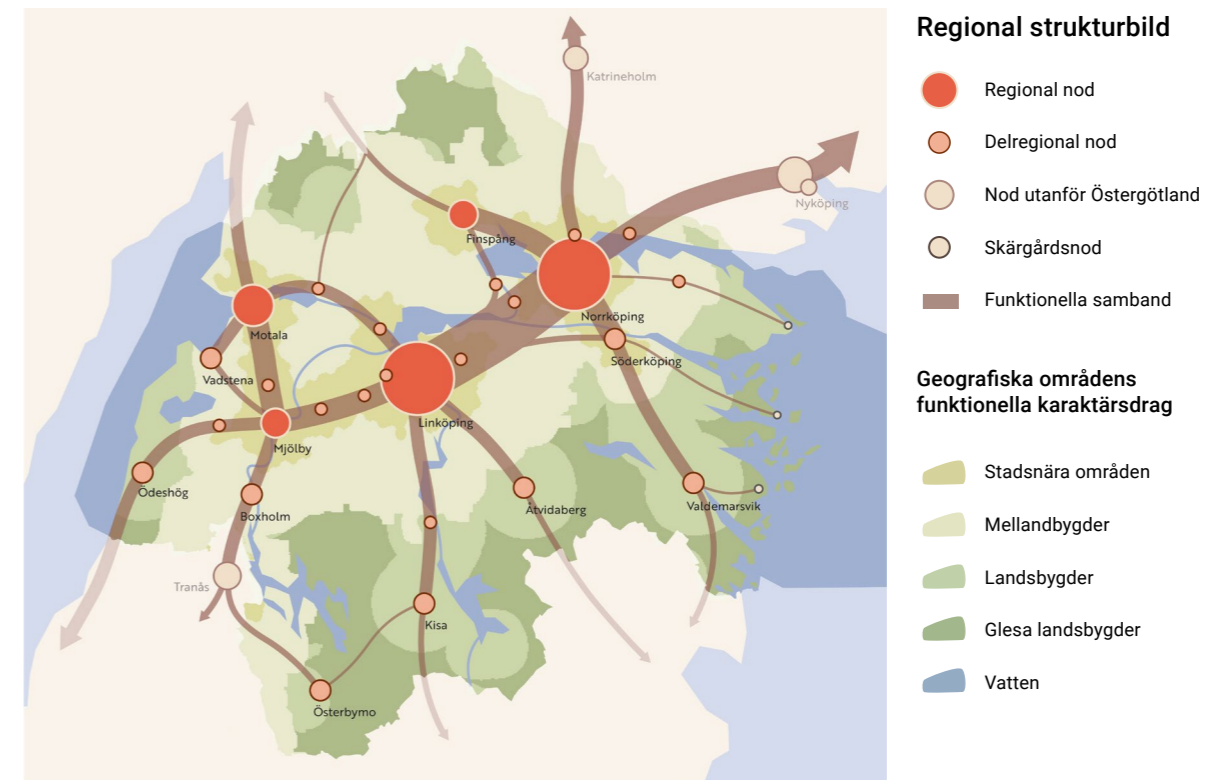 Regional strukturbild
Regional nod
Delregional nod
Nod utanför Östergötland
Skärgårdsnod
Funktionella samband
Geografiska områdens
funktionella karaktärsdrag
Stadsnära områden
Mellandbygder
Landsbygder
Glesa landsbygder
Vatten
Katrineholm
Nyköping
Finspång
Norrköping
Motala
Söderköping
Vadstena
Linköping
Mjölby
Ödeshög
Boxholm
Åtvidaberg
Valdemarsvik
Tranås
Kisa
Österbymo